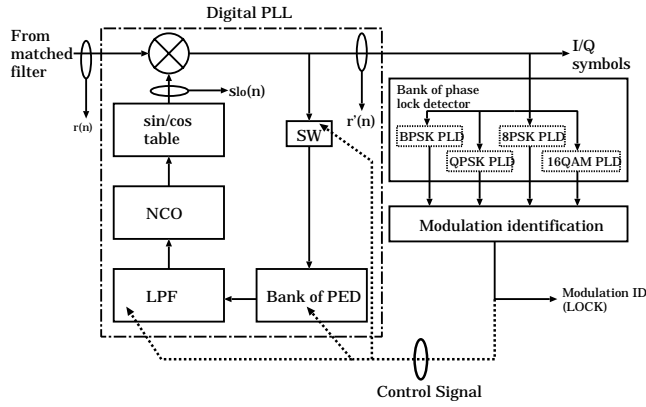 Digital PLL
From
matched
filter
I/Q
symbols
slo(n)
r(n)
r'(n)
sin/cos
table
SW
Bank of phase
lock detector
BPSK PLD
8PSK PLD
QPSK PLD
16QAM PLD
NCO
Modulation identification
LPF
Bank of PED
Modulation ID
(LOCK)
Control Signal